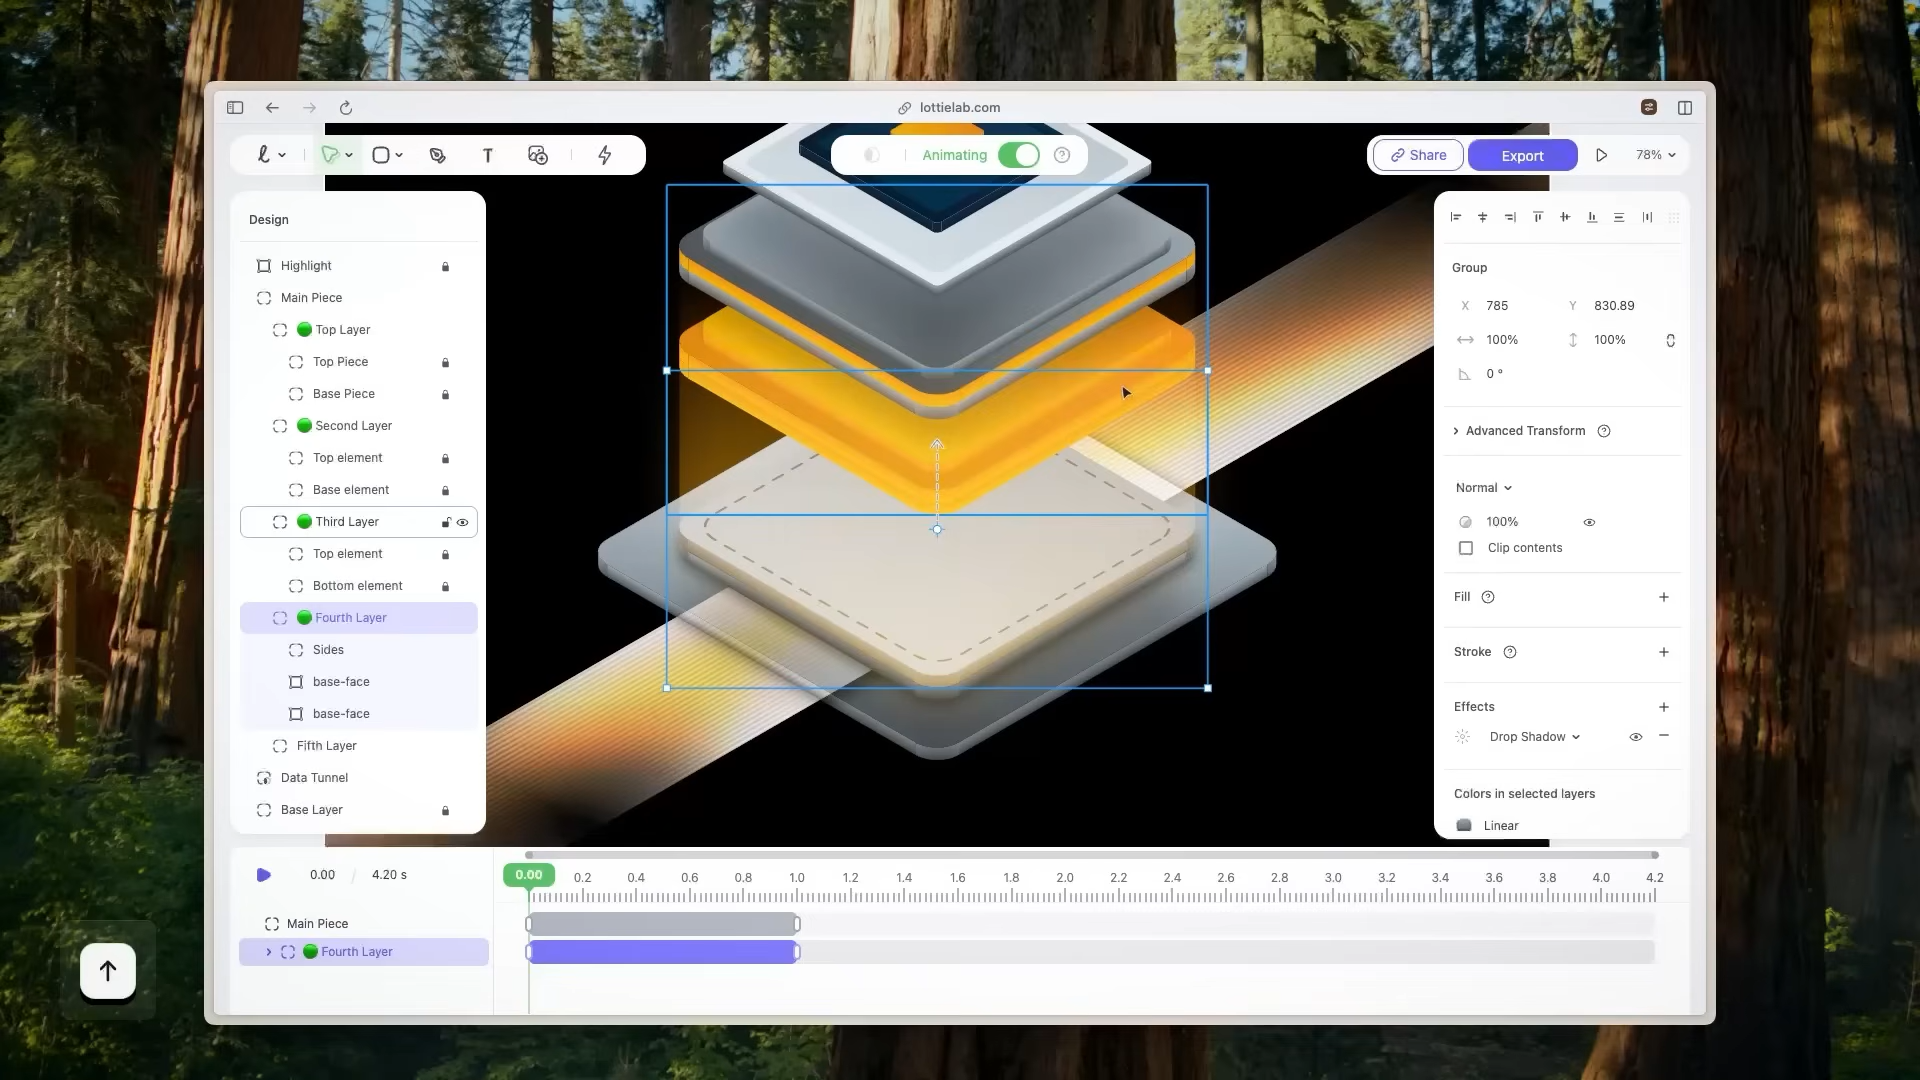 lottielab.com
T
Animating
Share
Export
78%
Design
Highlight
Main Piece
Top Layer
Top Piece
Base Piece
Second Layer
Top element
Base element
Third Layer
Top element
Bottom element
Fourth Layer
Sides
base-face
base-face
Fifth Layer
Data Tunnel
Base Layer
Group
X 785 Y 830.89
100% 100%
0 °
Advanced Transform
Normal
100%
Clip contents
Fill
Stroke
Effects
Drop Shadow
Colors in selected layers
Linear
0.00 / 4.20 s
0.00 0.2 0.4 0.6 0.8 1.0 1.2 1.4 1.6 1.8 2.0 2.2 2.4 2.6 2.8 3.0 3.2 3.4 3.6 3.8 4.0 4.2
Main Piece
Fourth Layer